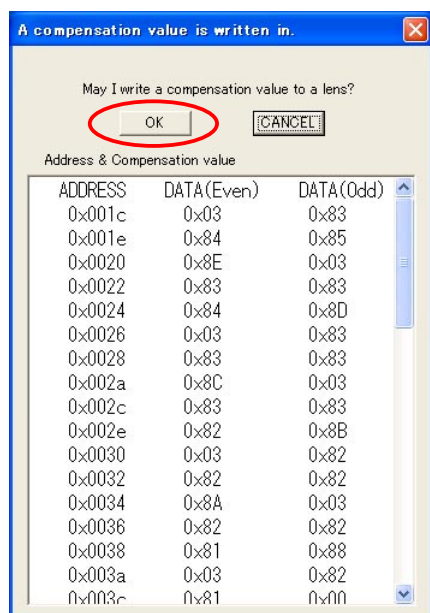 A compensation value is written in.
May I write a compensation value to a lens?
OK CANCEL
Address & Compensation value
ADDRESS DATA(Even) DATA(Odd)
0x001c 0x03 0x83
0x001e 0x84 0x85
0x0020 0x8E 0x03
0x0022 0x83 0x83
0x0024 0x84 0x8D
0x0026 0x03 0x83
0x0028 0x83 0x83
0x002a 0x8C 0x03
0x002c 0x83 0x83
0x002e 0x82 0x8B
0x0030 0x03 0x82
0x0032 0x82 0x82
0x0034 0x8A 0x03
0x0036 0x82 0x82
0x0038 0x81 0x88
0x003a 0x03 0x82
0x003c 0x81 0x00